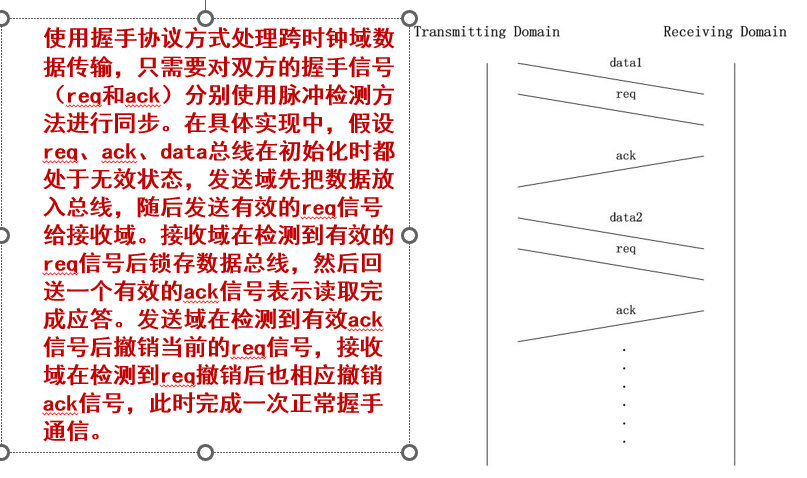 使用握手协议方式处理跨时钟域数
据传输，只需要对双方的握手信号
（req和ack）分别使用脉冲检测方
法进行同步。在具体实现中，假设
req、ack、data总线在初始化时都
处于无效状态，发送域先把数据放
入总线，随后发送有效的req信号
给接收域。接收域在检测到有效的
req信号后锁存数据总线，然后回
送一个有效的ack信号表示读取完
成应答。发送域在检测到有效ack
信号后撤销当前的req信号，接收
域在检测到req撤销后也相应撤销
ack信号，此时完成一次正常握手
通信。
Transmitting Domain
Receiving Domain
data1
req
ack
data2
req
ack